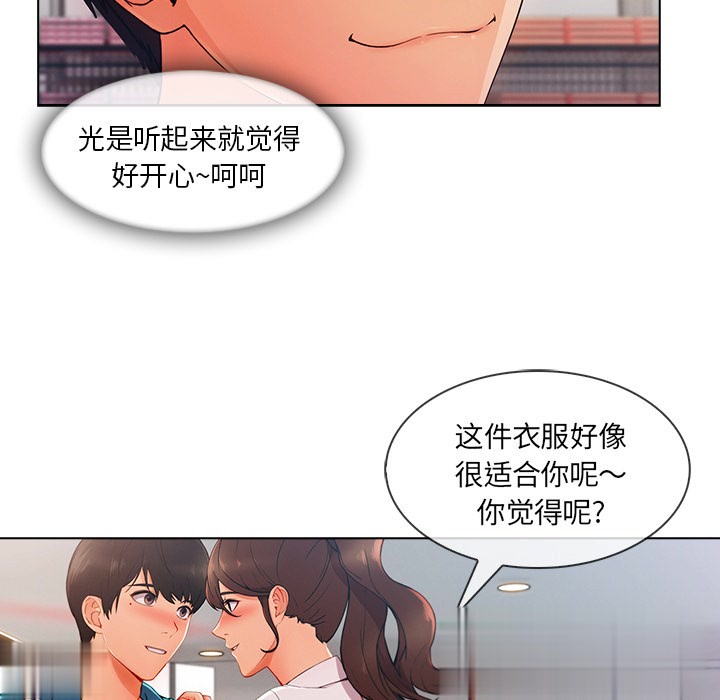 光是听起来就觉得
好开心~呵呵
这件衣服好像
很适合你呢～
你觉得呢?